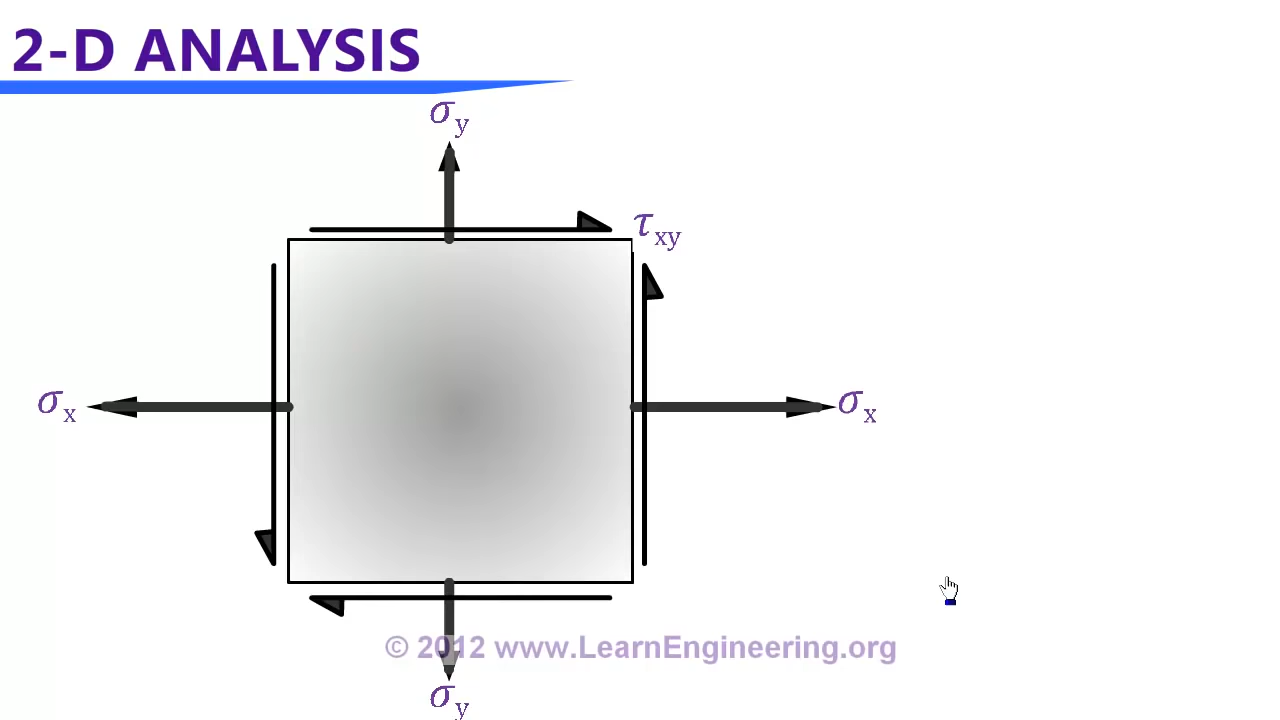 2-D ANALYSIS
σy
τxy
σx
σx
© 2012 www.LearnEngineering.org
σy